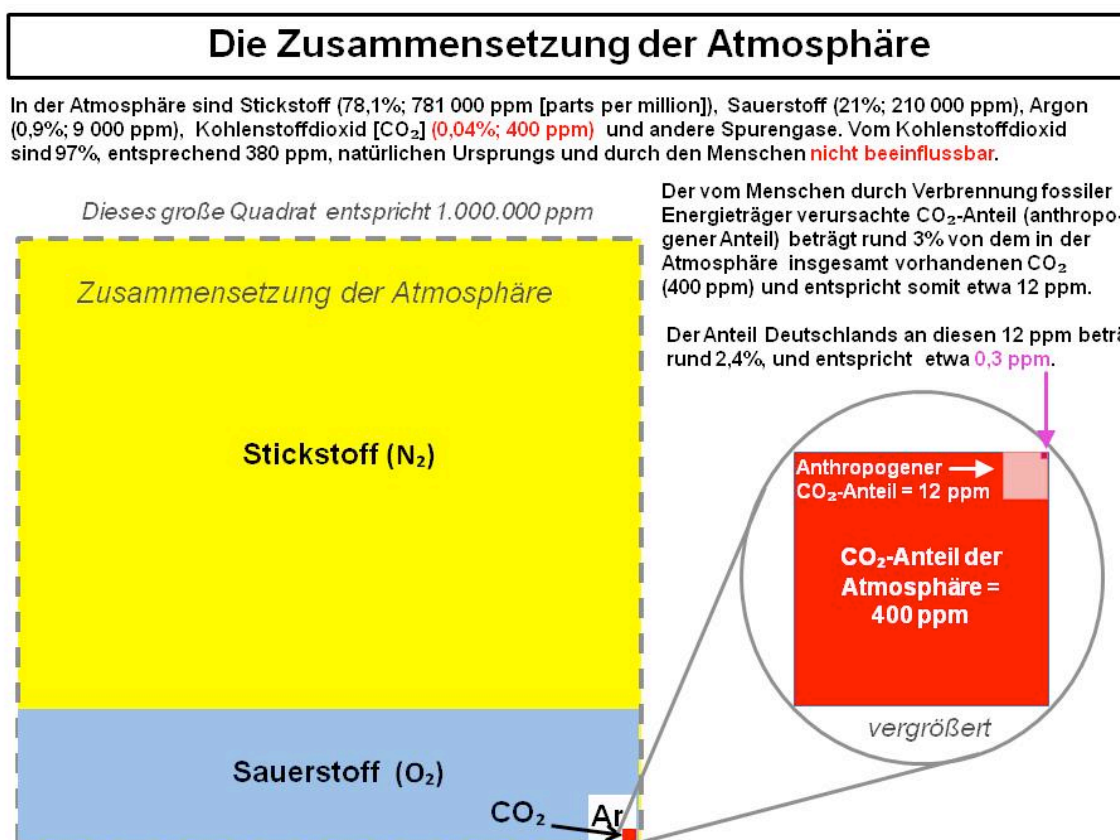 Die Zusammensetzung der Atmosphäre
In der Atmosphäre sind Stickstoff (78,1%; 781 000 ppm [parts per million]), Sauerstoff (21%; 210 000 ppm), Argon
(0,9%; 9 000 ppm), Kohlenstoffdioxid [CO₂] (0,04%; 400 ppm) und andere Spurengase. Vom Kohlenstoffdioxid
sind 97%, entsprechend 380 ppm, natürlichen Ursprungs und durch den Menschen nicht beeinflussbar.
Dieses große Quadrat entspricht 1.000.000 ppm
Zusammensetzung der Atmosphäre
Stickstoff (N₂)
Sauerstoff (O₂)
CO₂
Ar
Der vom Menschen durch Verbrennung fossiler
Energieträger verursachte CO₂-Anteil (anthropo-
gener Anteil) beträgt rund 3% von dem in der
Atmosphäre insgesamt vorhandenen CO₂
(400 ppm) und entspricht somit etwa 12 ppm.
Der Anteil Deutschlands an diesen 12 ppm beträ
rund 2,4%, und entspricht etwa 0,3 ppm.
Anthropogener
CO₂-Anteil = 12 ppm
CO₂-Anteil der
Atmosphäre =
400 ppm
vergrößert